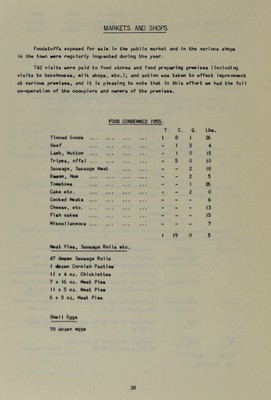 MARKETS AND SHOPS
Foodstuffs exposed for sale in the public market and in the various shops
in the town were regularly inspected during the year.
742 visits were paid to food stores and food preparing premises (including
visits to bakehouses, milk shops, etc.), and action was taken to effect improvement
at various premises, and it is pleasing to note that in this effort we had the full
co-operation of the occupiers and owners of the premises.
FOOD CONDEMNED 1955.
T. C. Q. Lbs.
Tinned Goods ... ... ... ... 1 8 1 26
Beef ... ... ... ... - 1 3 4
Lamb, Mutton ... ... ... ... - 1 0 15
Tripes, offal ... ... ... ... - 5 0 10
Sausage, Sausage Meat ... ... - - 2 18
Bacon, Ham ... ... ... ... - - 2 5
Tomatoes ... ... ... ... - - 1 26
Cake etc. ... ... ... ... - - 2 0
Cooked Meats ... ... ... ... - - - 6
Cheese, etc. ... ... ... ... - - - 13
Fish cakes ... ... ... ... - - - 15
Miscellaneous ... ... ... ... - - - 7
1 19 0 5
Meat Pies, Sausage Rolls etc.
47 dozen Sausage Rolls
1 dozen Cornish Pasties
11 x 4 oz. Chicklettes
7 x 16 oz. Meat Pies
11 x 5 oz. Meat Pies
6 x 3 oz. Meat Pies
Shell Eggs
70 dozen eggs
38